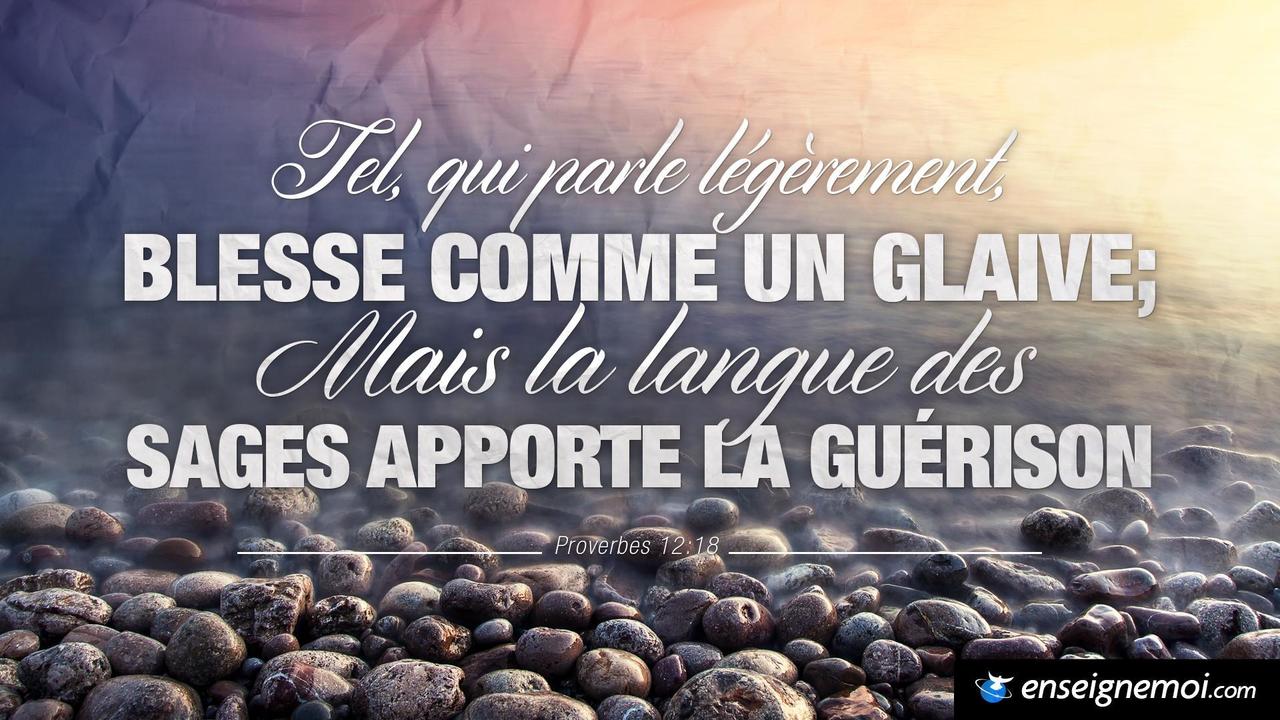 Tel, qui parle légèrement,
BLESSE COMME UN GLAIVE;
Mais la langue des
SAGES APPORTE LA GUÉRISON
Proverbes 12:18
enseignemoi.com